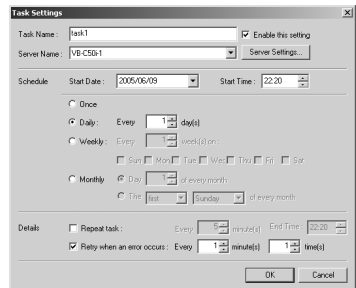 Task Settings
Task Name : task1 Enable this setting
Server Name : VB-C50i-1 Server Settings...
Schedule Start Date : 2005/06/09 Start Time : 22:20
Once
Daily : Every 1 day(s)
Weekly : Every 1 week(s) on :
Sun Mon Tue Wed Thu Fri Sat
Monthly Day 1 of every month
The first Sunday of every month
Details Repeat task : Every 5 minute(s) End Time : 22:20
Retry when an error occurs : Every 1 minute(s) 1 time(s)
OK Cancel